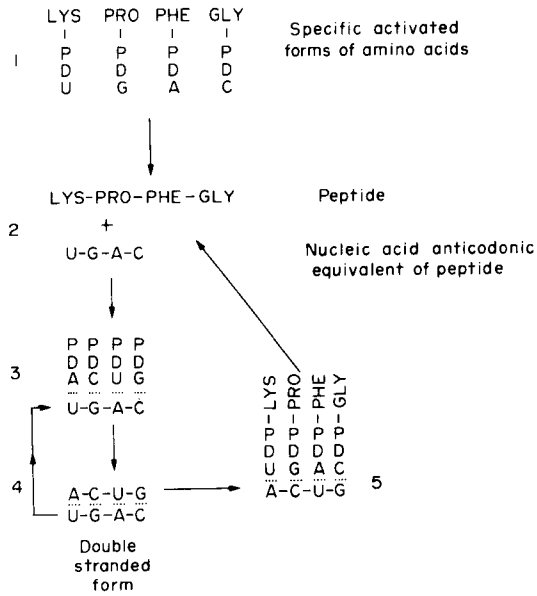 LYS PRO PHE GLY
Specific activated
forms of amino acids
1
P P P P
D D D D
U G A C
LYS-PRO-PHE-GLY
Peptide
2
+
U-G-A-C
Nucleic acid anticodonic
equivalent of peptide
3
P P P P
D D D D
A C U G
U-G-A-C
4
A-C-U-G
U-G-A-C
Double
stranded
form
LYS PRO PHE GLY
P P P P
D D D D
U G A C
A-C-U-G
5